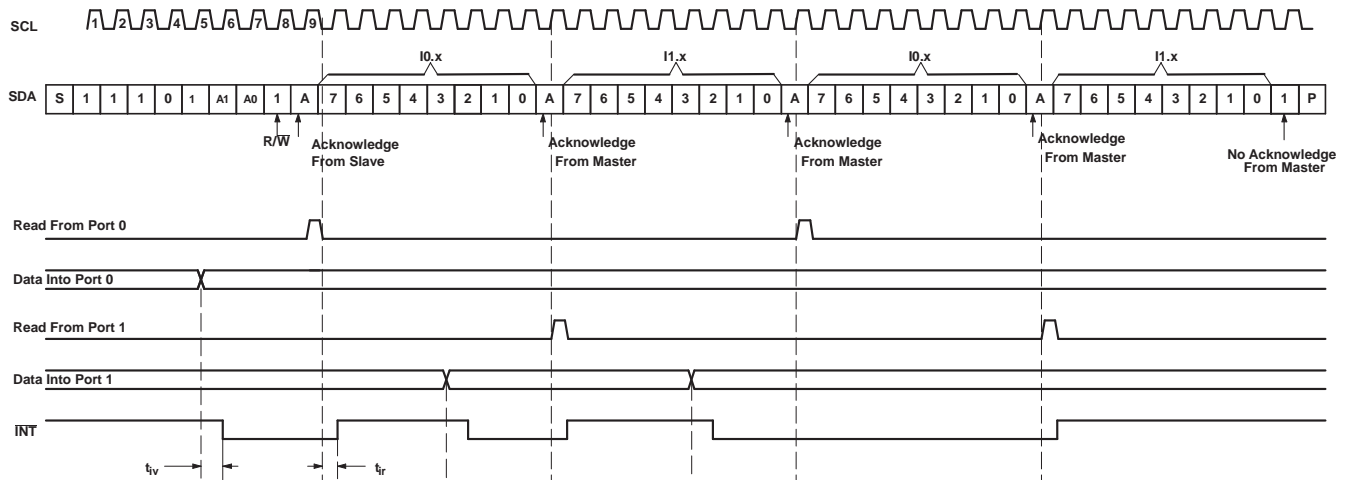 SCL
1 2 3 4 5 6 7 8 9
I0.x I1.x I0.x I1.x
SDA S 1 1 1 0 1 A1 A0 1 A 7 6 5 4 3 2 1 0 A 7 6 5 4 3 2 1 0 A 7 6 5 4 3 2 1 0 A 7 6 5 4 3 2 1 0 1 P
R/W̅
Acknowledge
From Slave
Acknowledge
From Master
Acknowledge
From Master
Acknowledge
From Master
No Acknowledge
From Master
Read From Port 0
Data Into Port 0
Read From Port 1
Data Into Port 1
I̅N̅T̅
tiv
tir